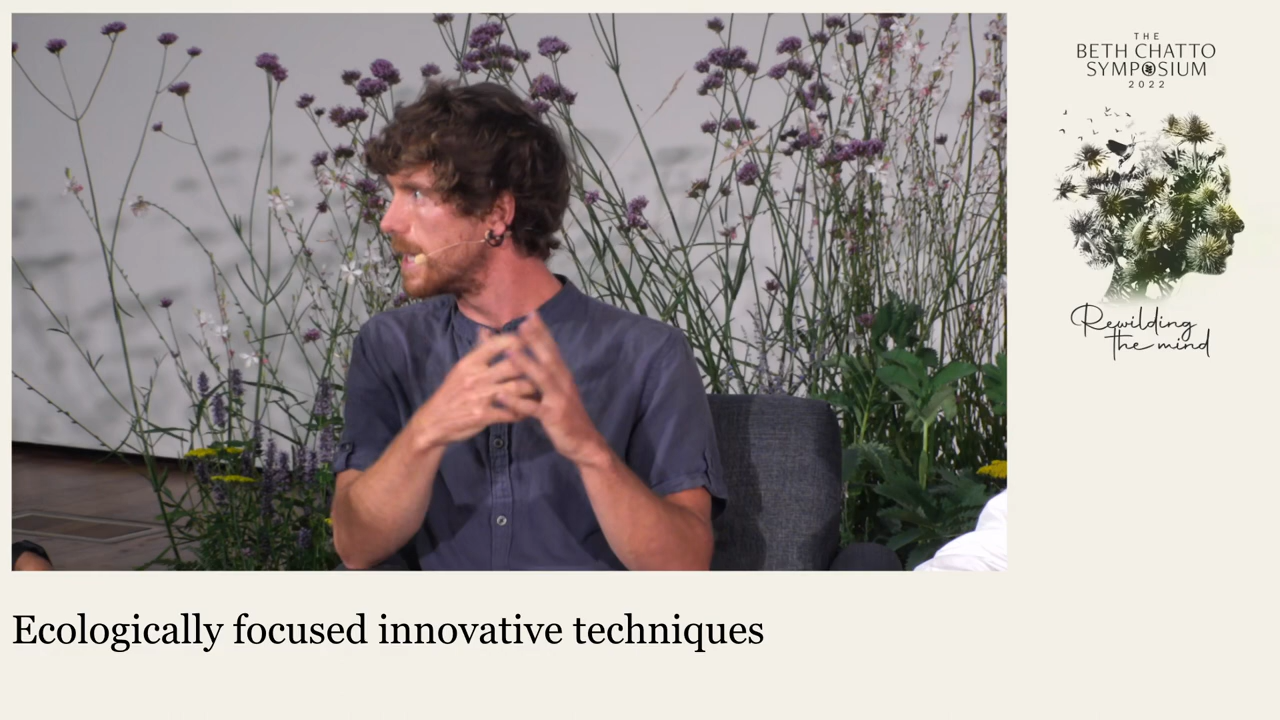 THE
BETH CHATTO
SYMPOSIUM
2022
Rewilding
the mind
Ecologically focused innovative techniques